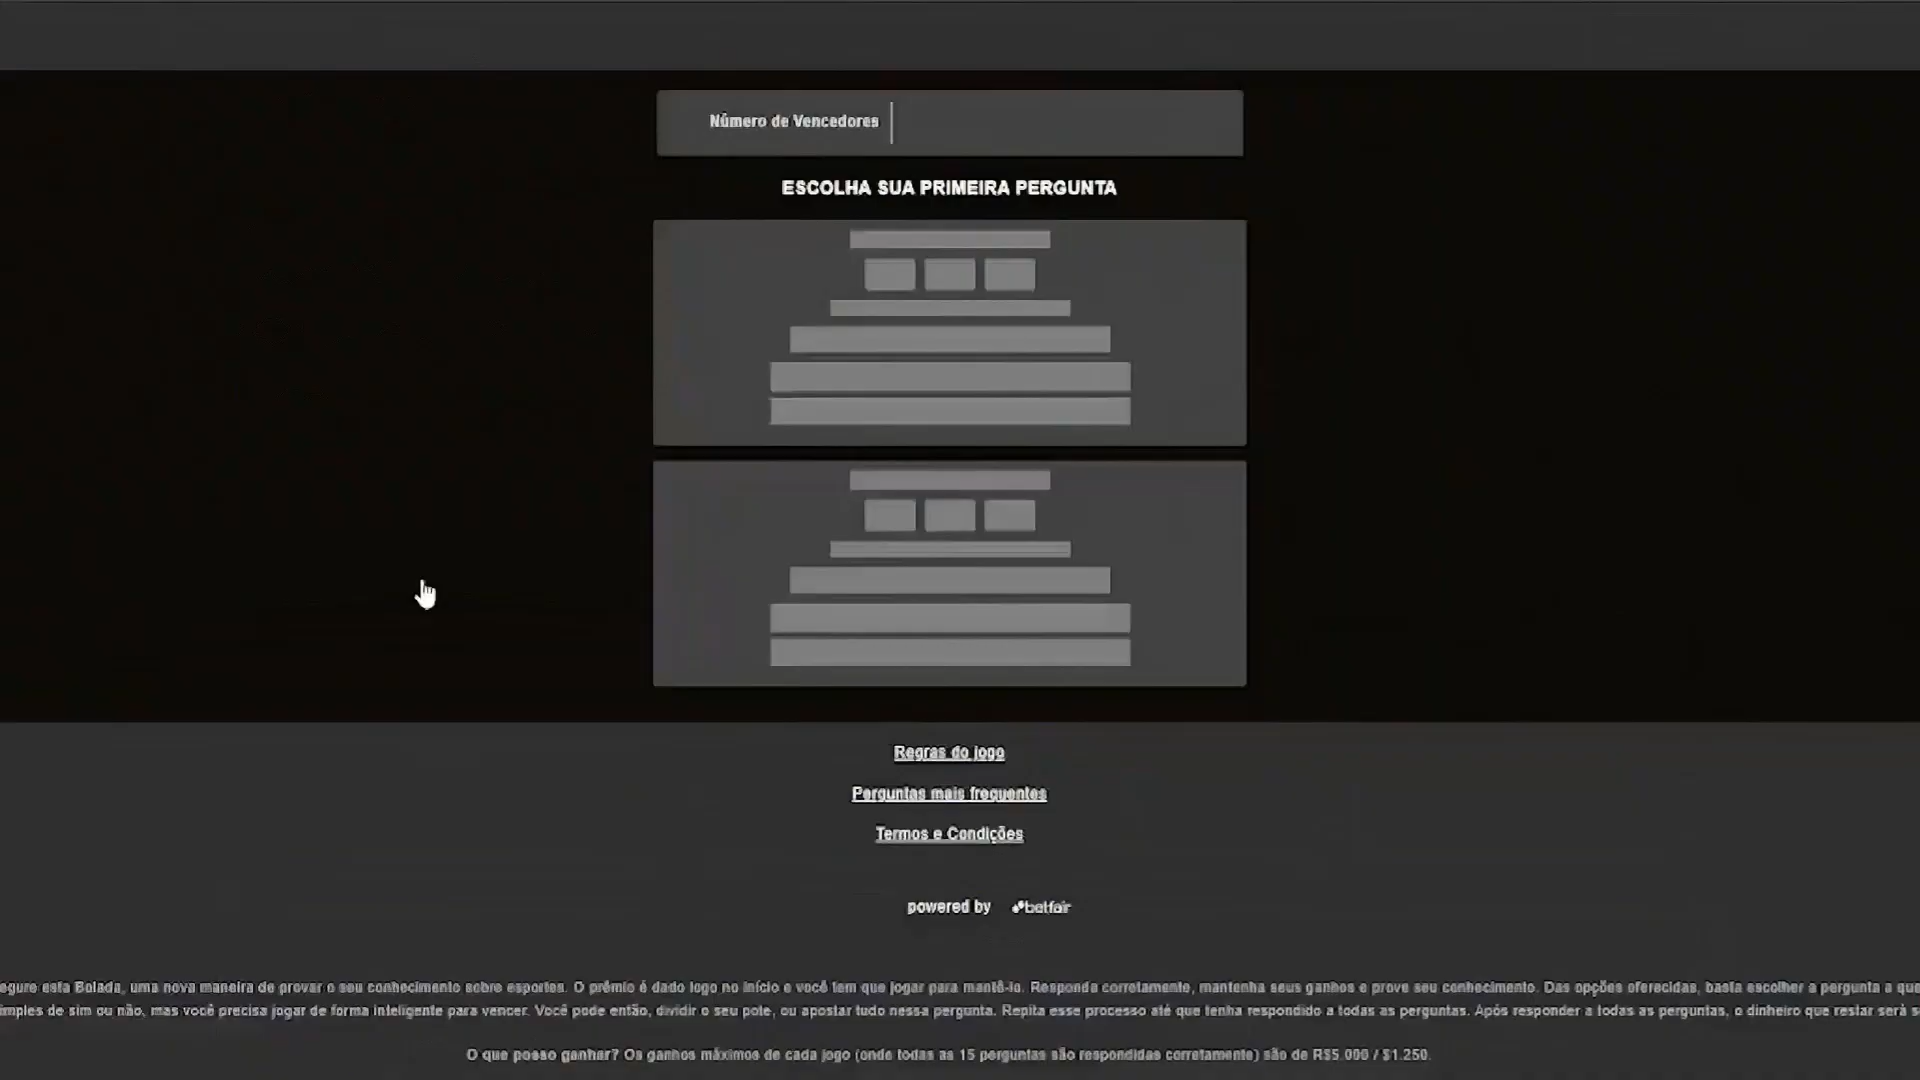 Número de Vencedores
ESCOLHA SUA PRIMEIRA PERGUNTA
Regras do jogo
Perguntas mais frequentes
Termos e Condições
powered by betfair
egure esta Bolada, uma nova maneira de provar o seu conhecimento sobre esportes. O prêmio é dado logo no início e você tem que jogar para mantê-lo. Responda corretamente, mantenha seus ganhos e prove seu conhecimento. Das opções oferecidas, basta escolher a pergunta a que
imples de sim ou não, mas você precisa jogar de forma inteligente para vencer. Você pode então, dividir o seu pote, ou apostar tudo nessa pergunta. Repita esse processo até que tenha respondido a todas as perguntas. Após responder a todas as perguntas, o dinheiro que restar será s
O que posso ganhar? Os ganhos máximos de cada jogo (onde todas as 15 perguntas são respondidas corretamente) são de R$5.000 / $1.250.